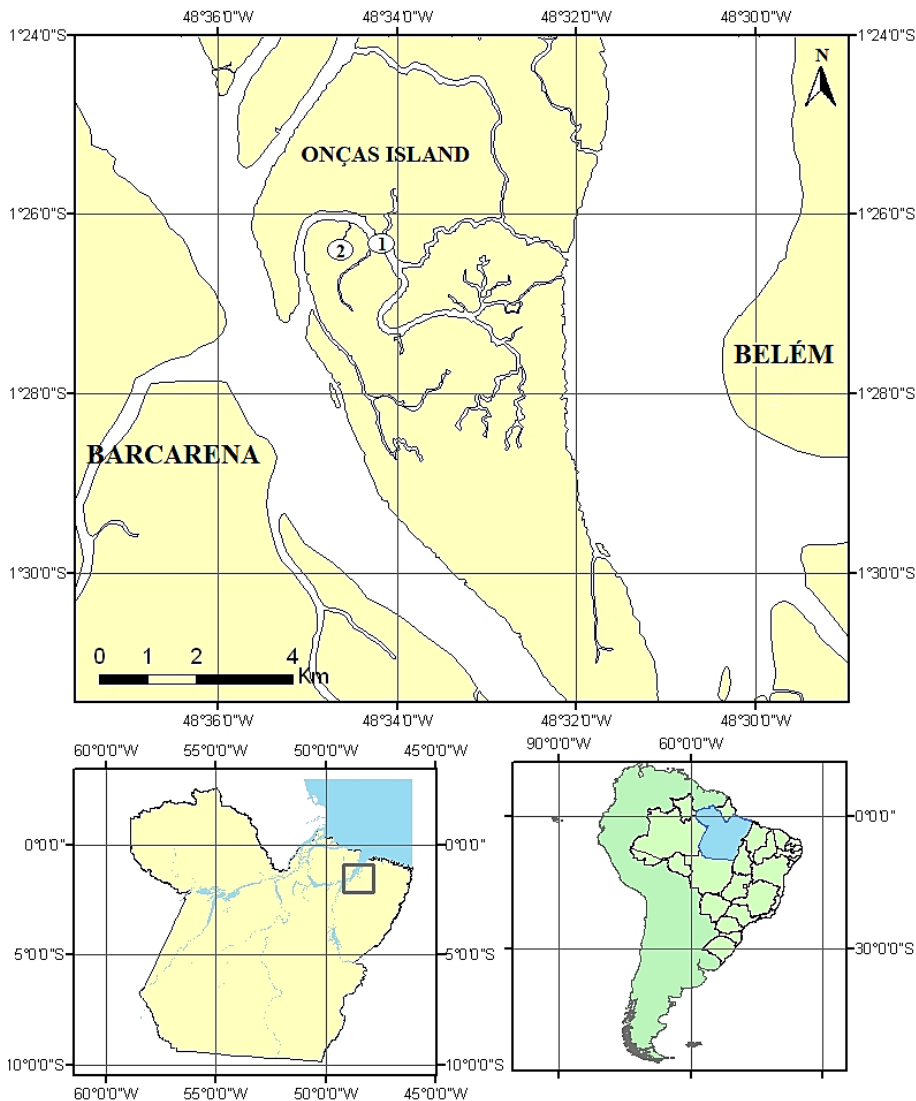 48°36'0"W 48°34'0"W 48°32'0"W 48°30'0"W
1°24'0"S 1°24'0"S
N
ONÇAS ISLAND
1°26'0"S 1°26'0"S
1
2
BELÉM
1°28'0"S 1°28'0"S
BARCARENA
1°30'0"S 1°30'0"S
0 1 2 4
Km
48°36'0"W 48°34'0"W 48°32'0"W 48°30'0"W
60°0'0"W 55°0'0"W 50°0'0"W 45°0'0"W
90°0'0"W 60°0'0"W
0°0'0" 0°0'0"
0°0'0"
5°0'0"S 5°0'0"S
30°0'0"S
10°0'0"S 10°0'0"S
60°0'0"W 55°0'0"W 50°0'0"W 45°0'0"W